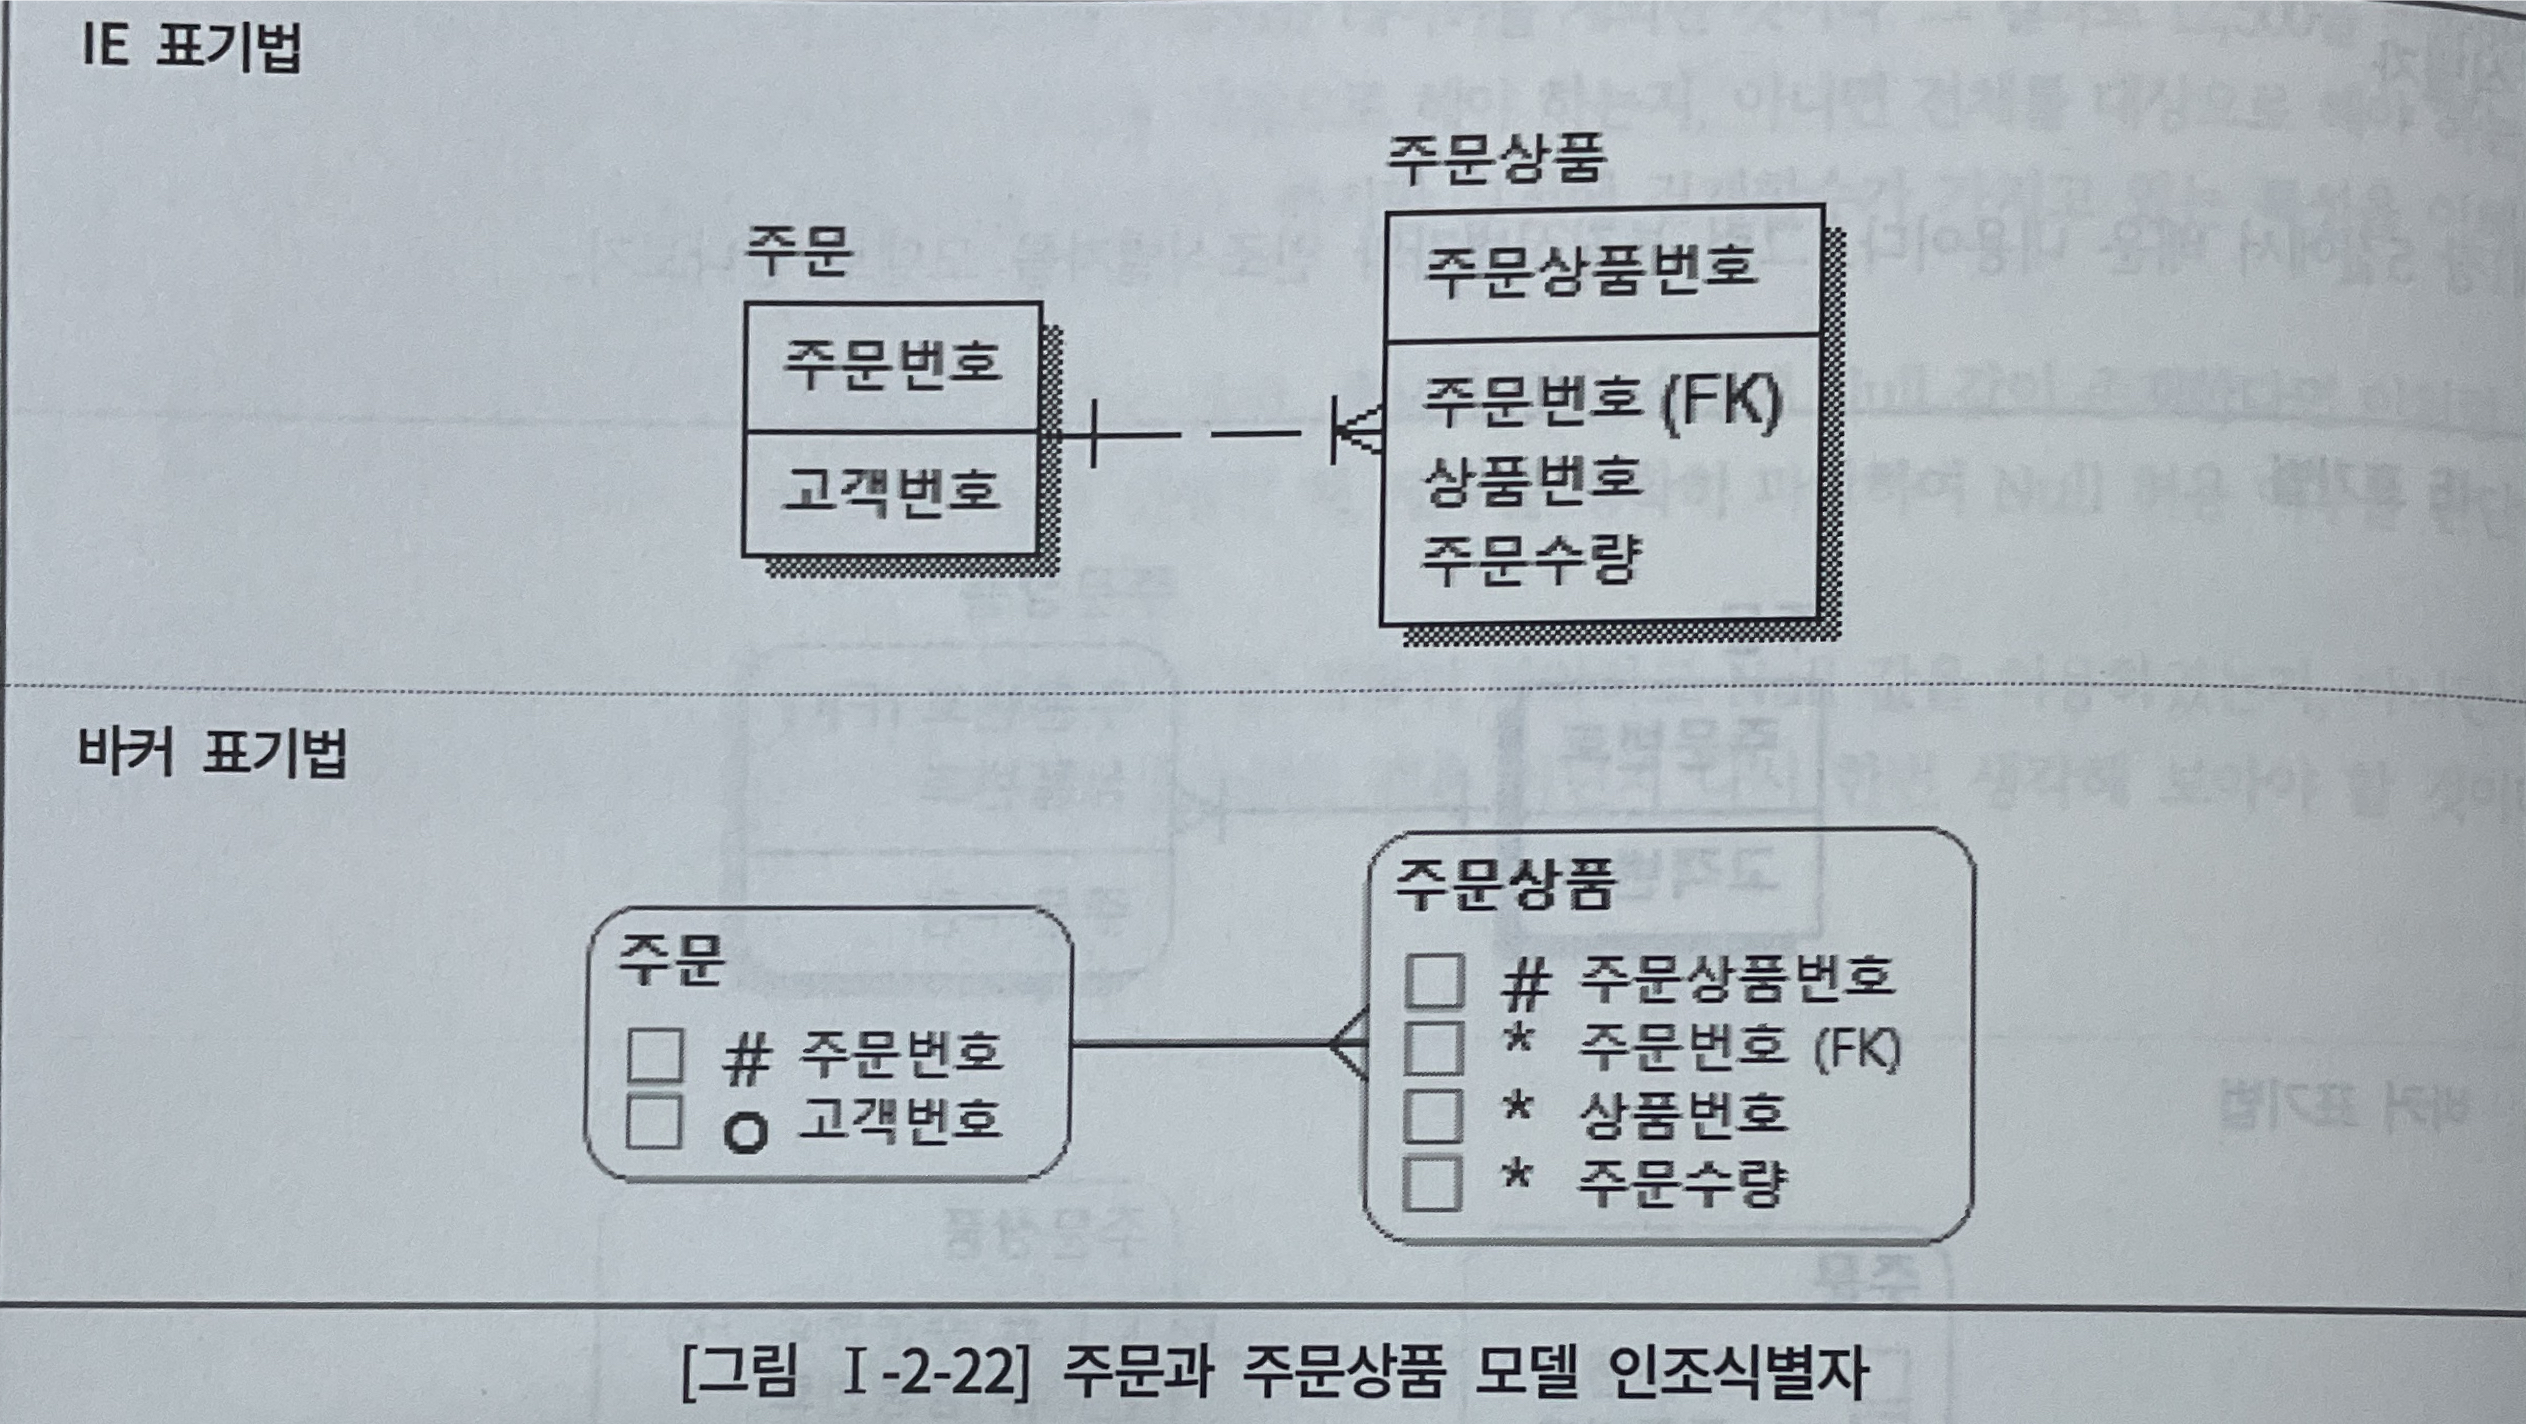 IE 표기법
주문
주문번호
고객번호
주문상품
주문상품번호
주문번호 (FK)
상품번호
주문수량
바커 표기법
주문
# 주문번호
o 고객번호
주문상품
# 주문상품번호
* 주문번호 (FK)
* 상품번호
* 주문수량
[그림 Ⅰ-2-22] 주문과 주문상품 모델 인조식별자